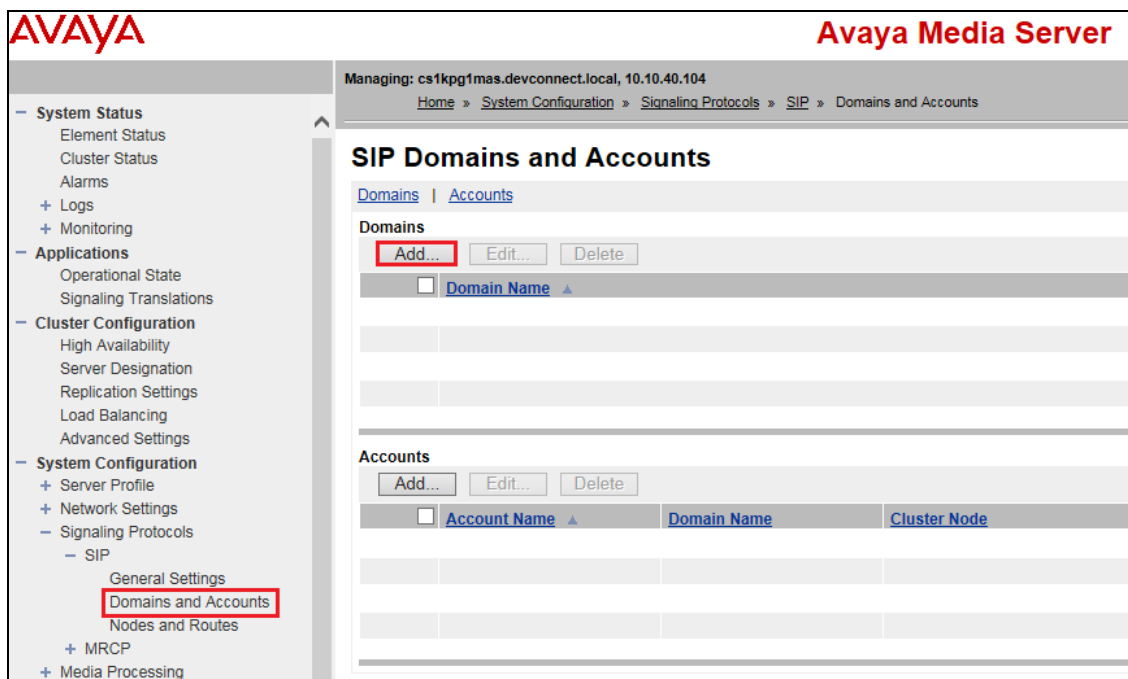 AVAYA
Avaya Media Server
Managing: cs1kpg1mas.devconnect.local, 10.10.40.104
Home » System Configuration » Signaling Protocols » SIP » Domains and Accounts
− System Status
Element Status
Cluster Status
Alarms
+ Logs
+ Monitoring
− Applications
Operational State
Signaling Translations
− Cluster Configuration
High Availability
Server Designation
Replication Settings
Load Balancing
Advanced Settings
− System Configuration
+ Server Profile
+ Network Settings
− Signaling Protocols
− SIP
General Settings
Domains and Accounts
Nodes and Routes
+ MRCP
+ Media Processing
SIP Domains and Accounts
Domains | Accounts
Domains
Add... Edit... Delete
Domain Name
Accounts
Add... Edit... Delete
Account Name Domain Name Cluster Node